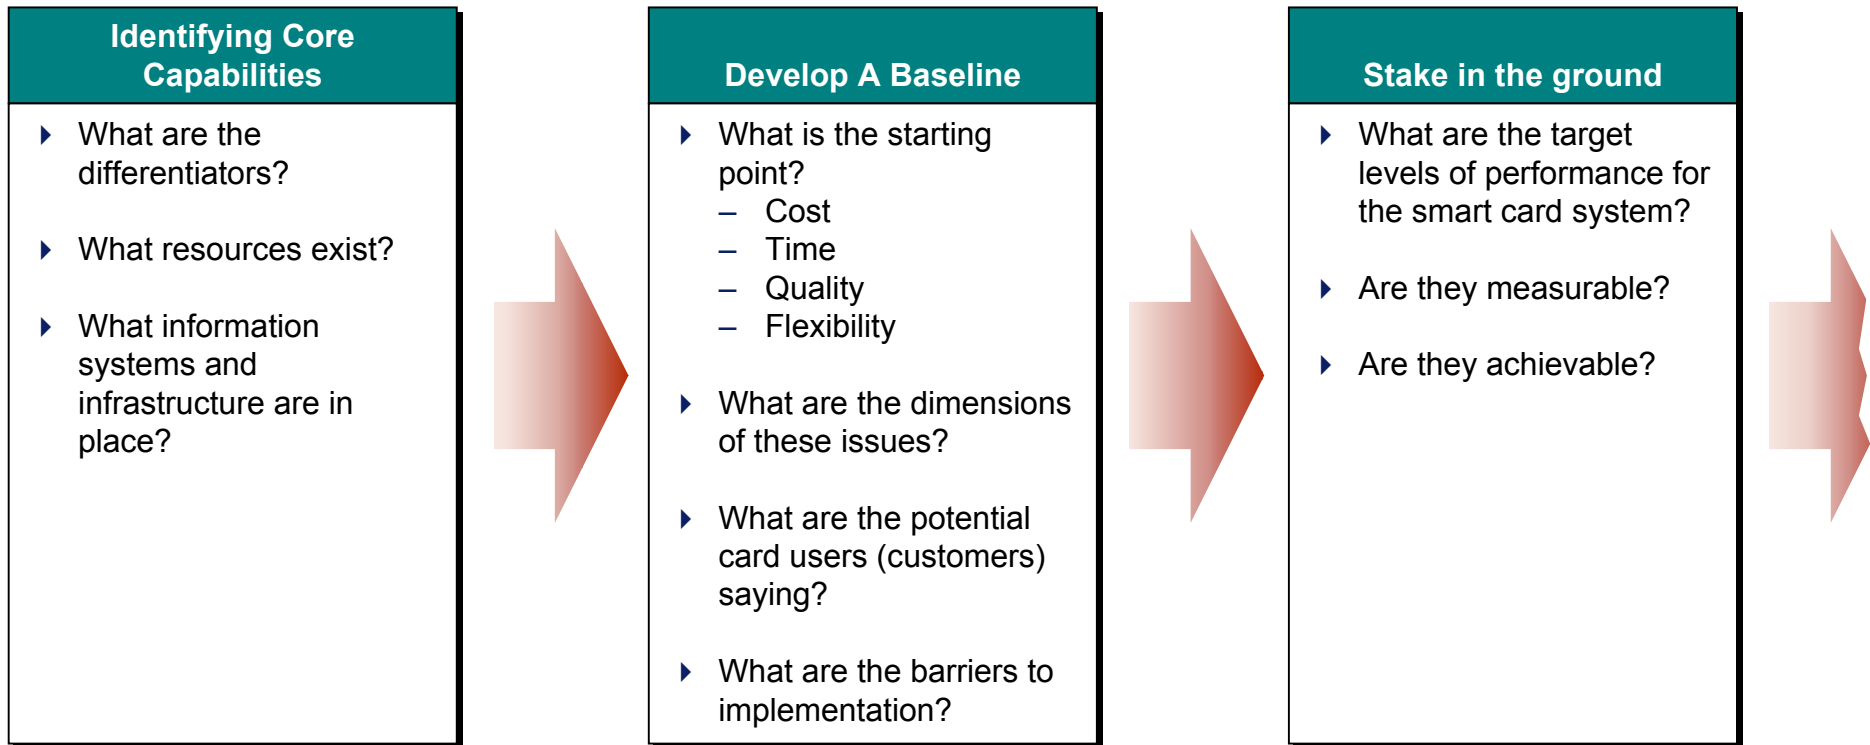 Identifying Core
Capabilities
What are the
differentiators?
What resources exist?
What information
systems and
infrastructure are in
place?
Develop A Baseline
What is the starting
point?
– Cost
– Time
– Quality
– Flexibility
What are the dimensions
of these issues?
What are the potential
card users (customers)
saying?
What are the barriers to
implementation?
Stake in the ground
What are the target
levels of performance for
the smart card system?
Are they measurable?
Are they achievable?